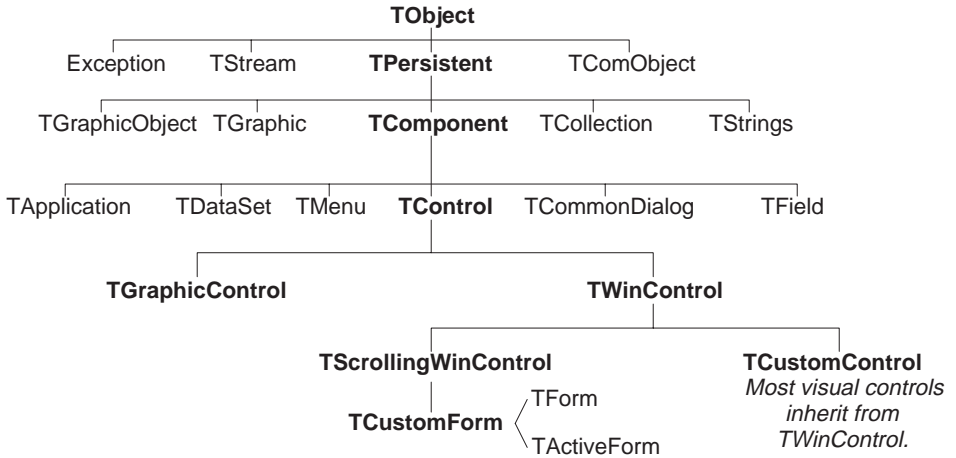 TObject
Exception TStream TPersistent TComObject
TGraphicObject TGraphic TComponent TCollection TStrings
TApplication TDataSet TMenu TControl TCommonDialog TField
TGraphicControl TWinControl
TScrollingWinControl TCustomControl
Most visual controls
inherit from
TWinControl.
TCustomForm
TForm
TActiveForm